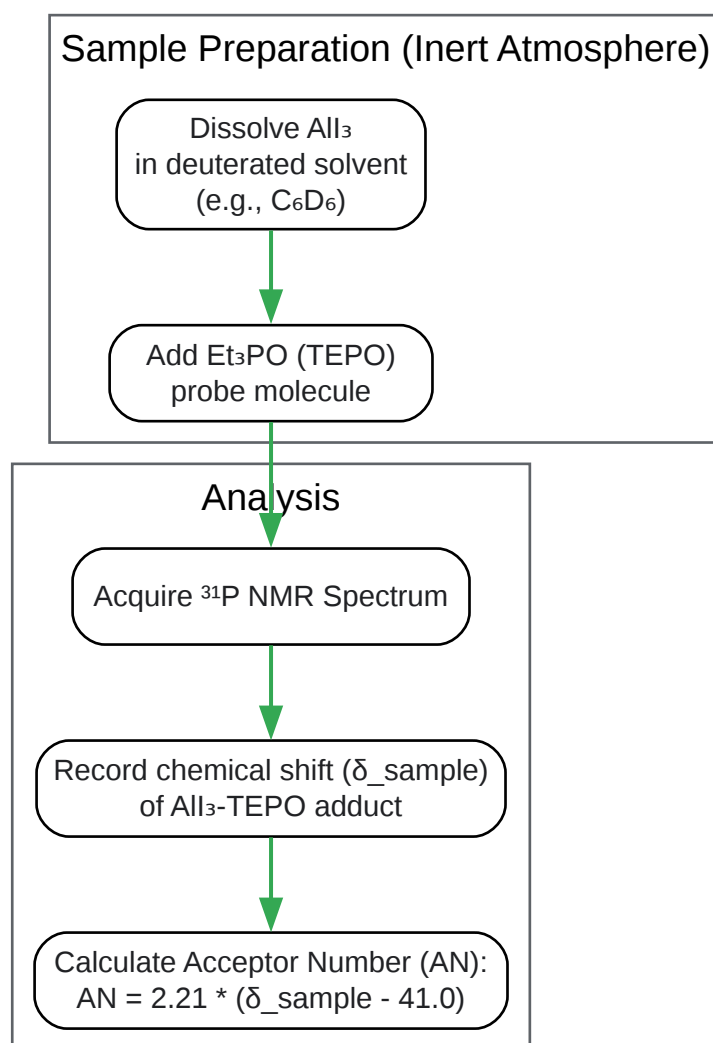 Sample Preparation (Inert Atmosphere)
Dissolve AlI₃
in deuterated solvent
(e.g., C₆D₆)
Add Et₃PO (TEPO)
probe molecule
Analysis
Acquire ³¹P NMR Spectrum
Record chemical shift (δ_sample)
of AlI₃-TEPO adduct
Calculate Acceptor Number (AN):
AN = 2.21 * (δ_sample - 41.0)